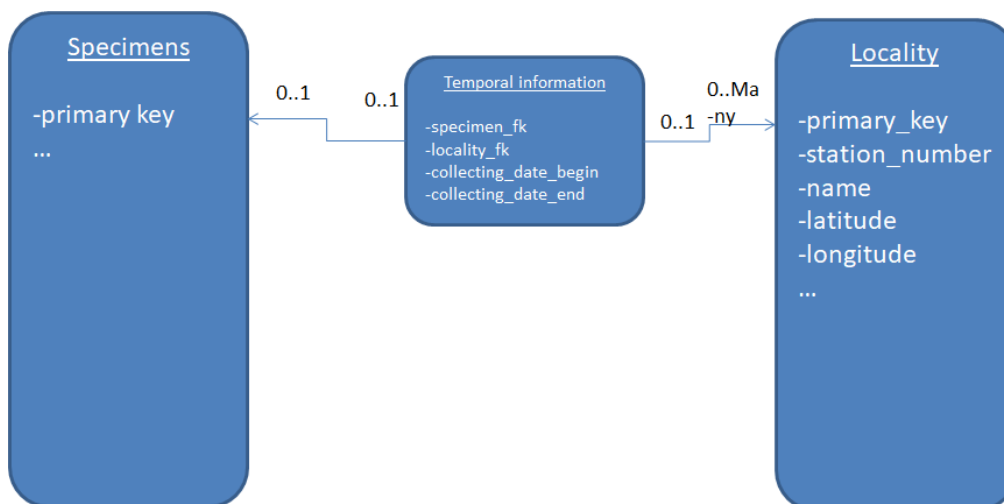 Specimens
-primary key
...
0..1
0..1
Temporal information
-specimen_fk
-locality_fk
-collecting_date_begin
-collecting_date_end
0..1
0..Ma
-ny
Locality
-primary_key
-station_number
-name
-latitude
-longitude
...